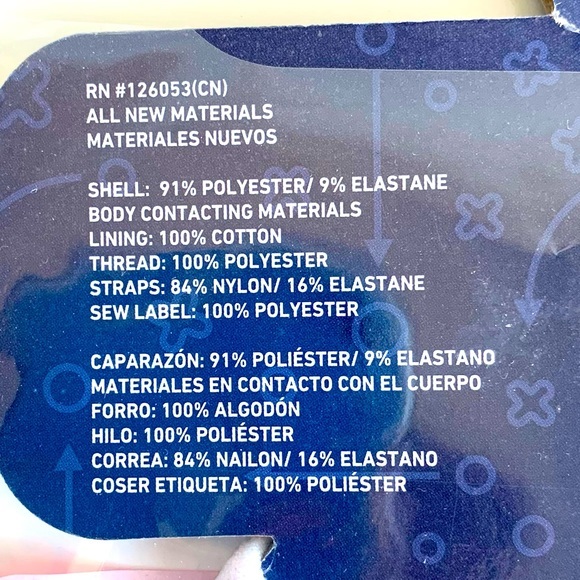 RN #126053(CN)
ALL NEW MATERIALS
MATERIALES NUEVOS
SHELL: 91% POLYESTER/ 9% ELASTANE
BODY CONTACTING MATERIALS
LINING: 100% COTTON
THREAD: 100% POLYESTER
STRAPS: 84% NYLON/ 16% ELASTANE
SEW LABEL: 100% POLYESTER
CAPARAZÓN: 91% POLIÉSTER/ 9% ELASTANO
MATERIALES EN CONTACTO CON EL CUERPO
FORRO: 100% ALGODÓN
HILO: 100% POLIÉSTER
CORREA: 84% NAILON/ 16% ELASTANO
COSER ETIQUETA: 100% POLIÉSTER